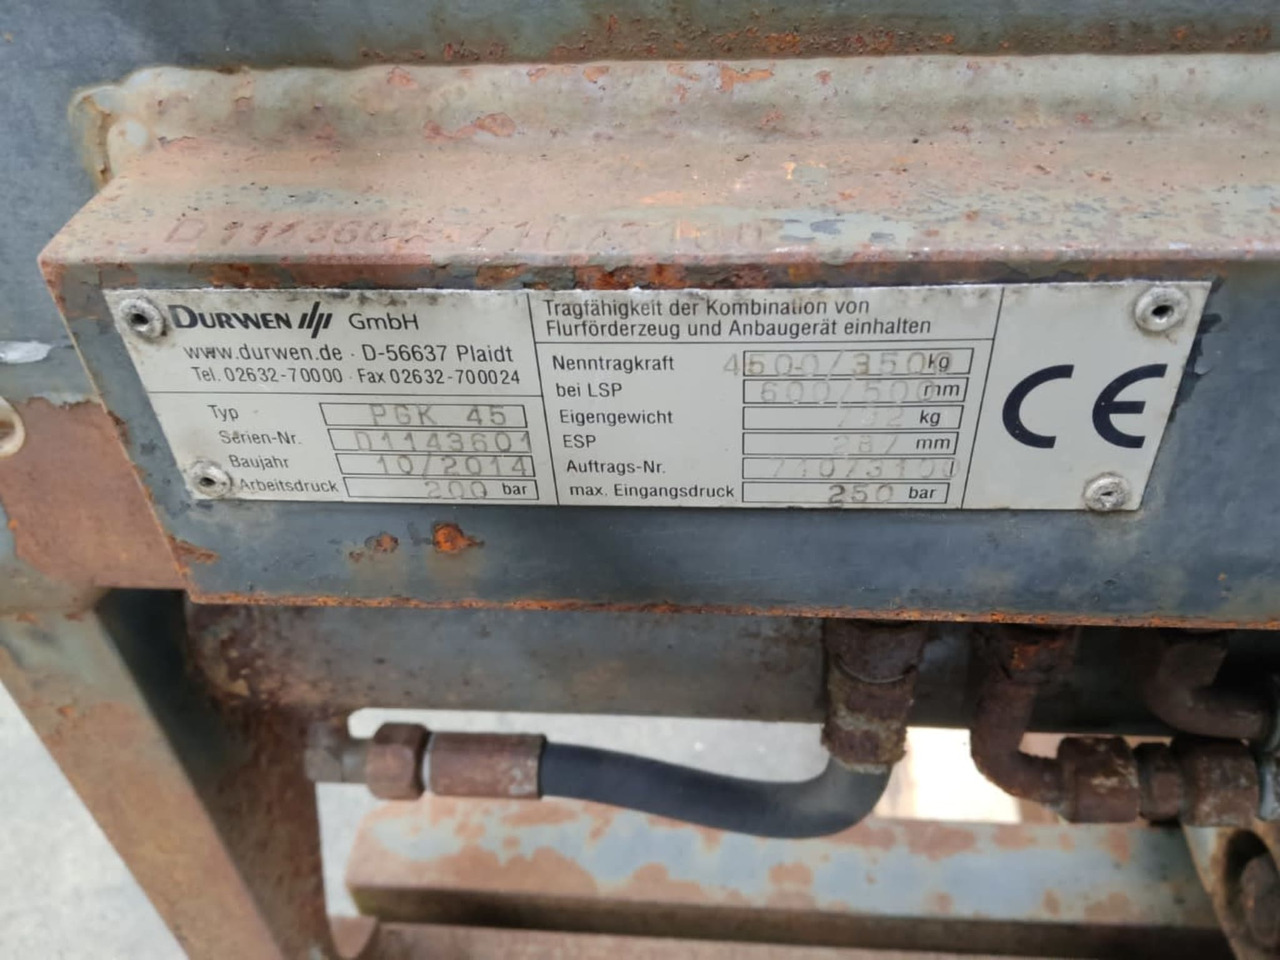 DURWEN GmbH
www.durwen.de · D-56637 Plaidt
Tel. 02632-70000 · Fax 02632-700024
Typ PGK 45
Serien-Nr. D1143601
Baujahr 10/2014
Arbeitsdruck 200 bar
Tragfähigkeit der Kombination von
Flurförderzeug und Anbaugerät einhalten
Nenntragkraft 4500/3500 kg
bei LSP 600/500 mm
Eigengewicht kg
ESP 287 mm
Auftrags-Nr. 71073100
max. Eingangsdruck 250 bar
CE